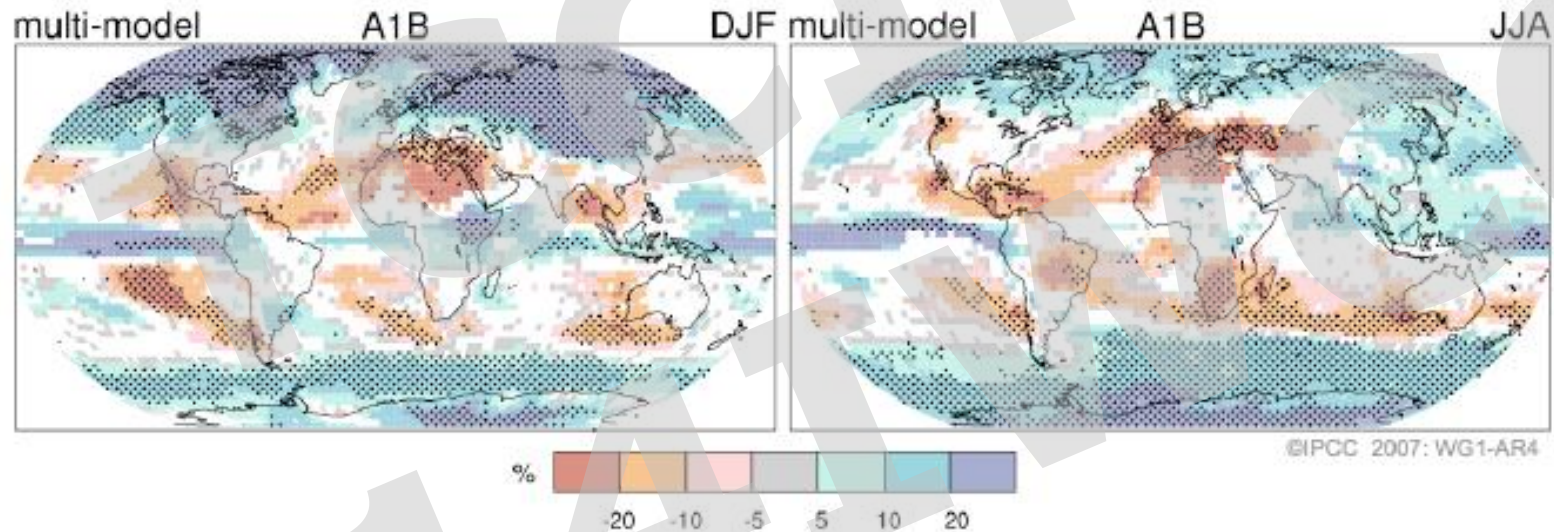 multi-model A1B DJF
multi-model A1B JJA
©IPCC 2007: WG1-AR4
%
-20 -10 -5 5 10 20